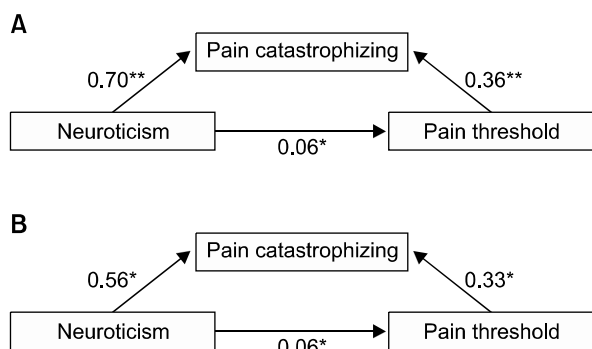 A
Pain catastrophizing
0.70** 0.36**
Neuroticism Pain threshold
0.06*
B
Pain catastrophizing
0.56* 0.33*
Neuroticism Pain threshold
0.06*